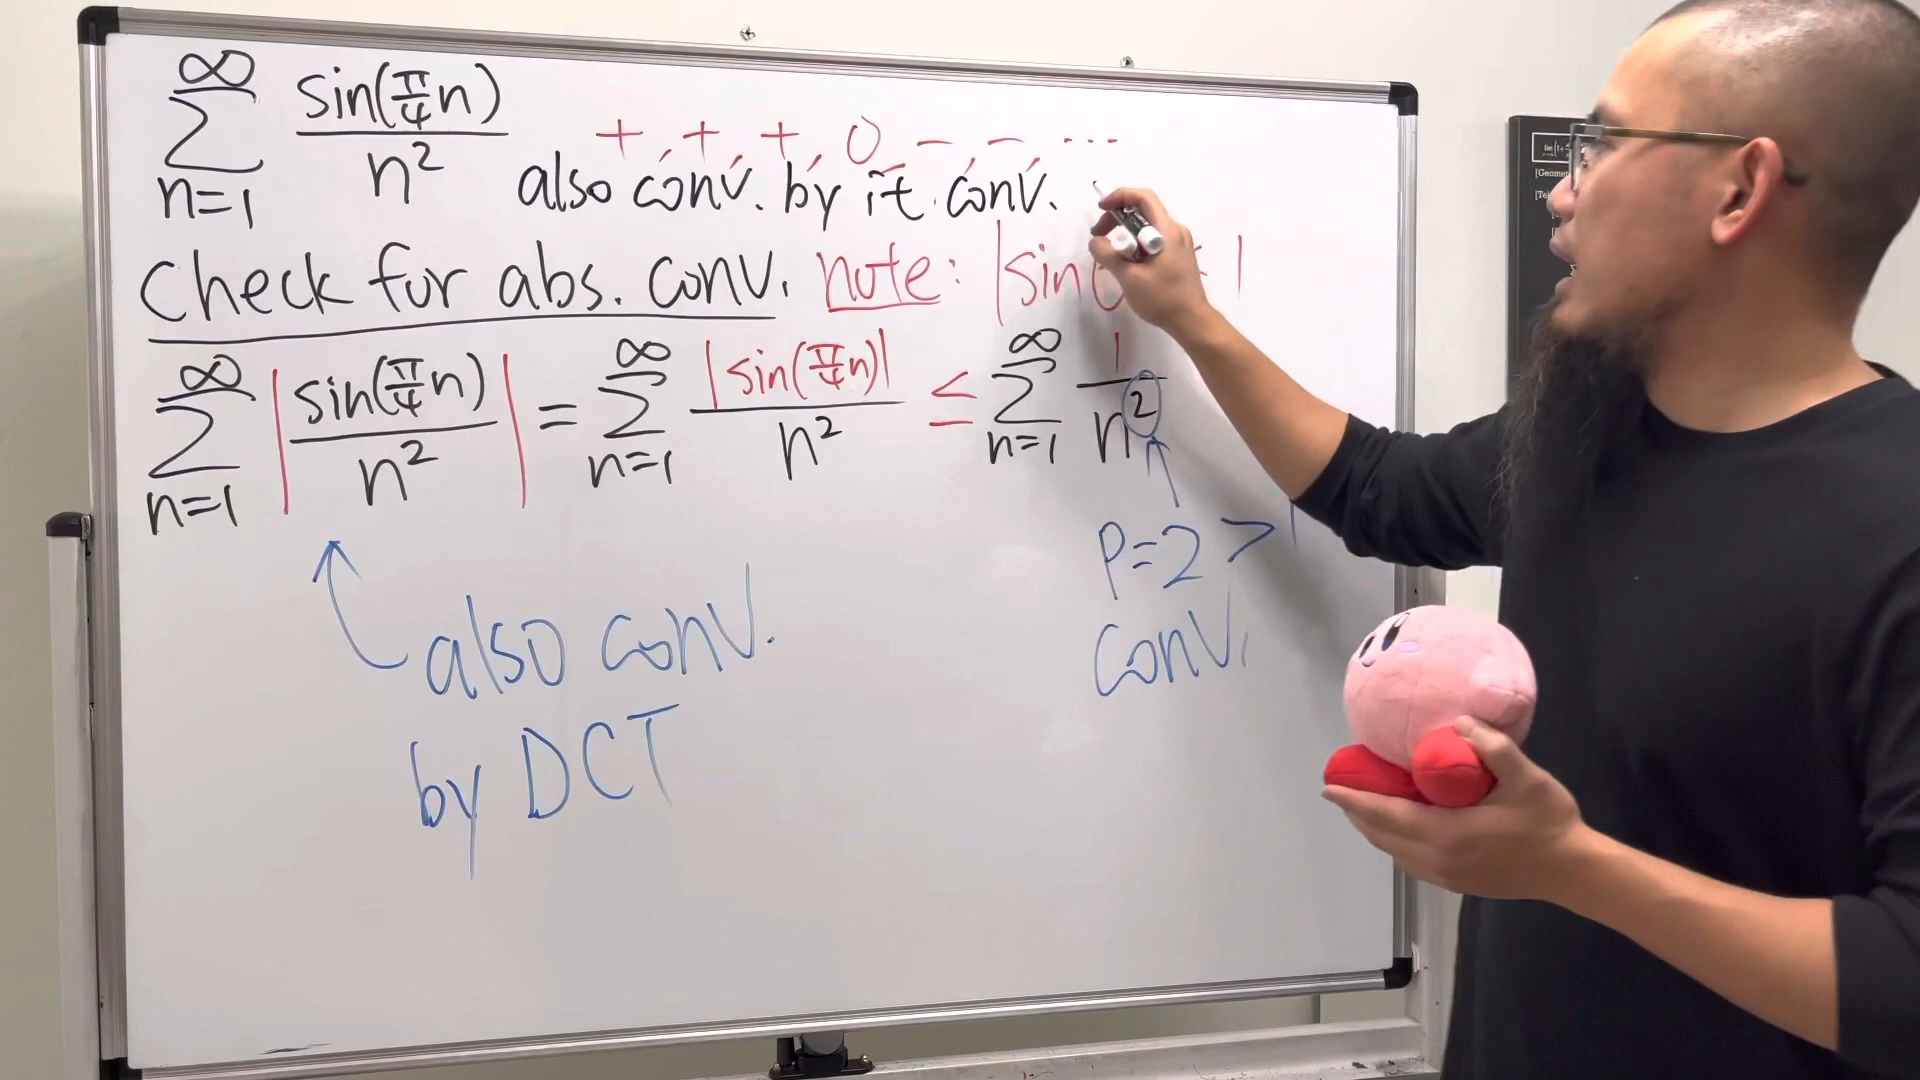 ∞
∑ sin(π/4 n)/n²
n=1
+, +, +, 0, −, −, ...
also conv. by it conv.
Check for abs. conv. note: |sin
∑_{n=1}^{∞} |sin(π/4 n)/n²| = ∑_{n=1}^{∞} |sin(π/4 n)|/n² ≤ ∑_{n=1}^{∞} 1/n²
p=2>1
conv.
also conv.
by DCT